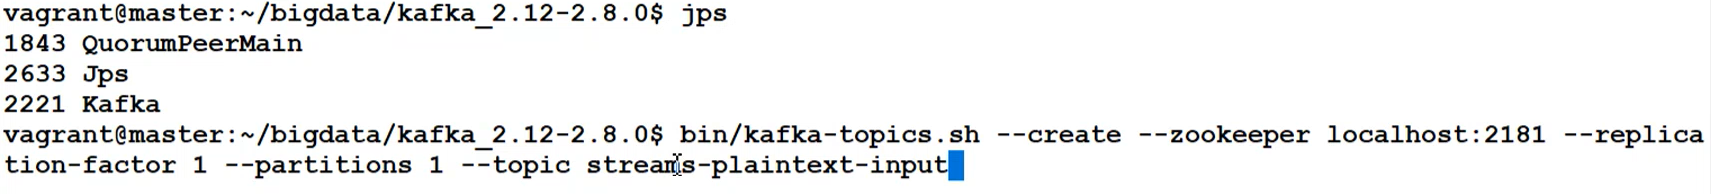 vagrant@master:~/bigdata/kafka_2.12-2.8.0$ jps
1843 QuorumPeerMain
2633 Jps
2221 Kafka
vagrant@master:~/bigdata/kafka_2.12-2.8.0$ bin/kafka-topics.sh --create --zookeeper localhost:2181 --replica
tion-factor 1 --partitions 1 --topic streams-plaintext-input